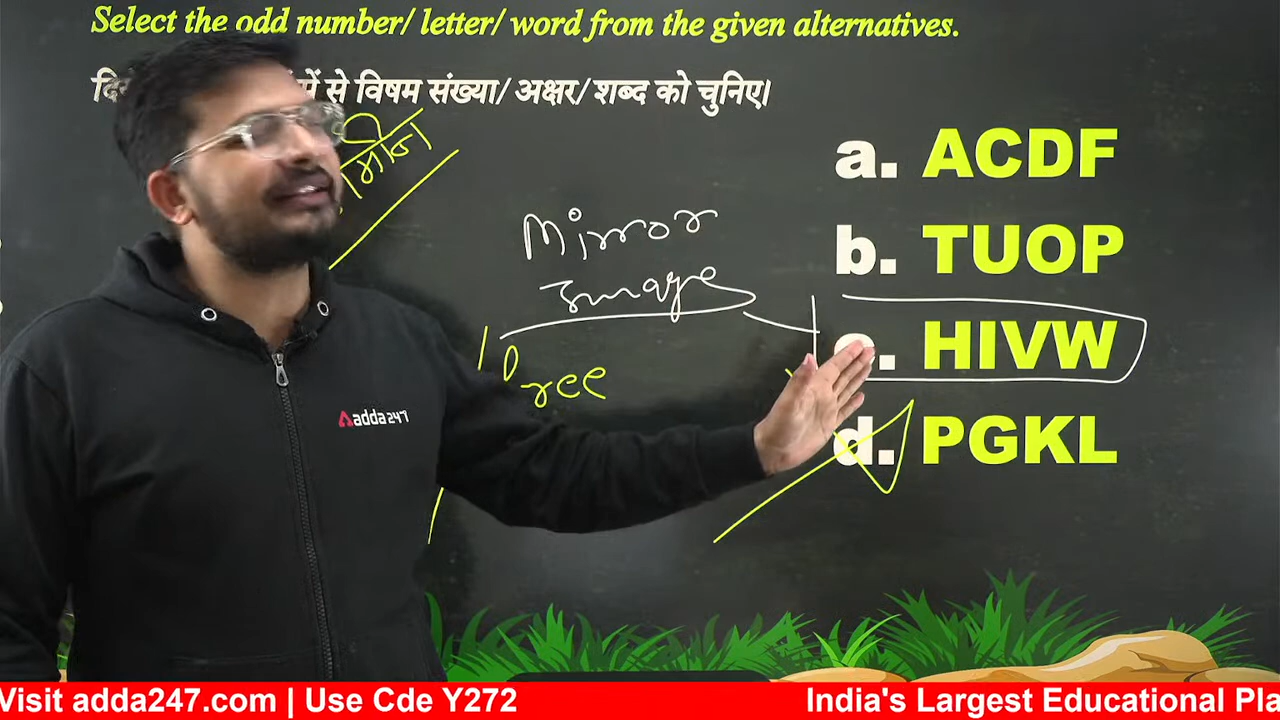 Select the odd number/ letter/ word from the given alternatives.
से विषम संख्या/ अक्षर/ शब्द को चुनिए।
a. ACDF
b. TUOP
HIVW
d. PGKL
Mirror
Image
adda247
Visit adda247.com | Use Cde Y272
India's Largest Educational Pla